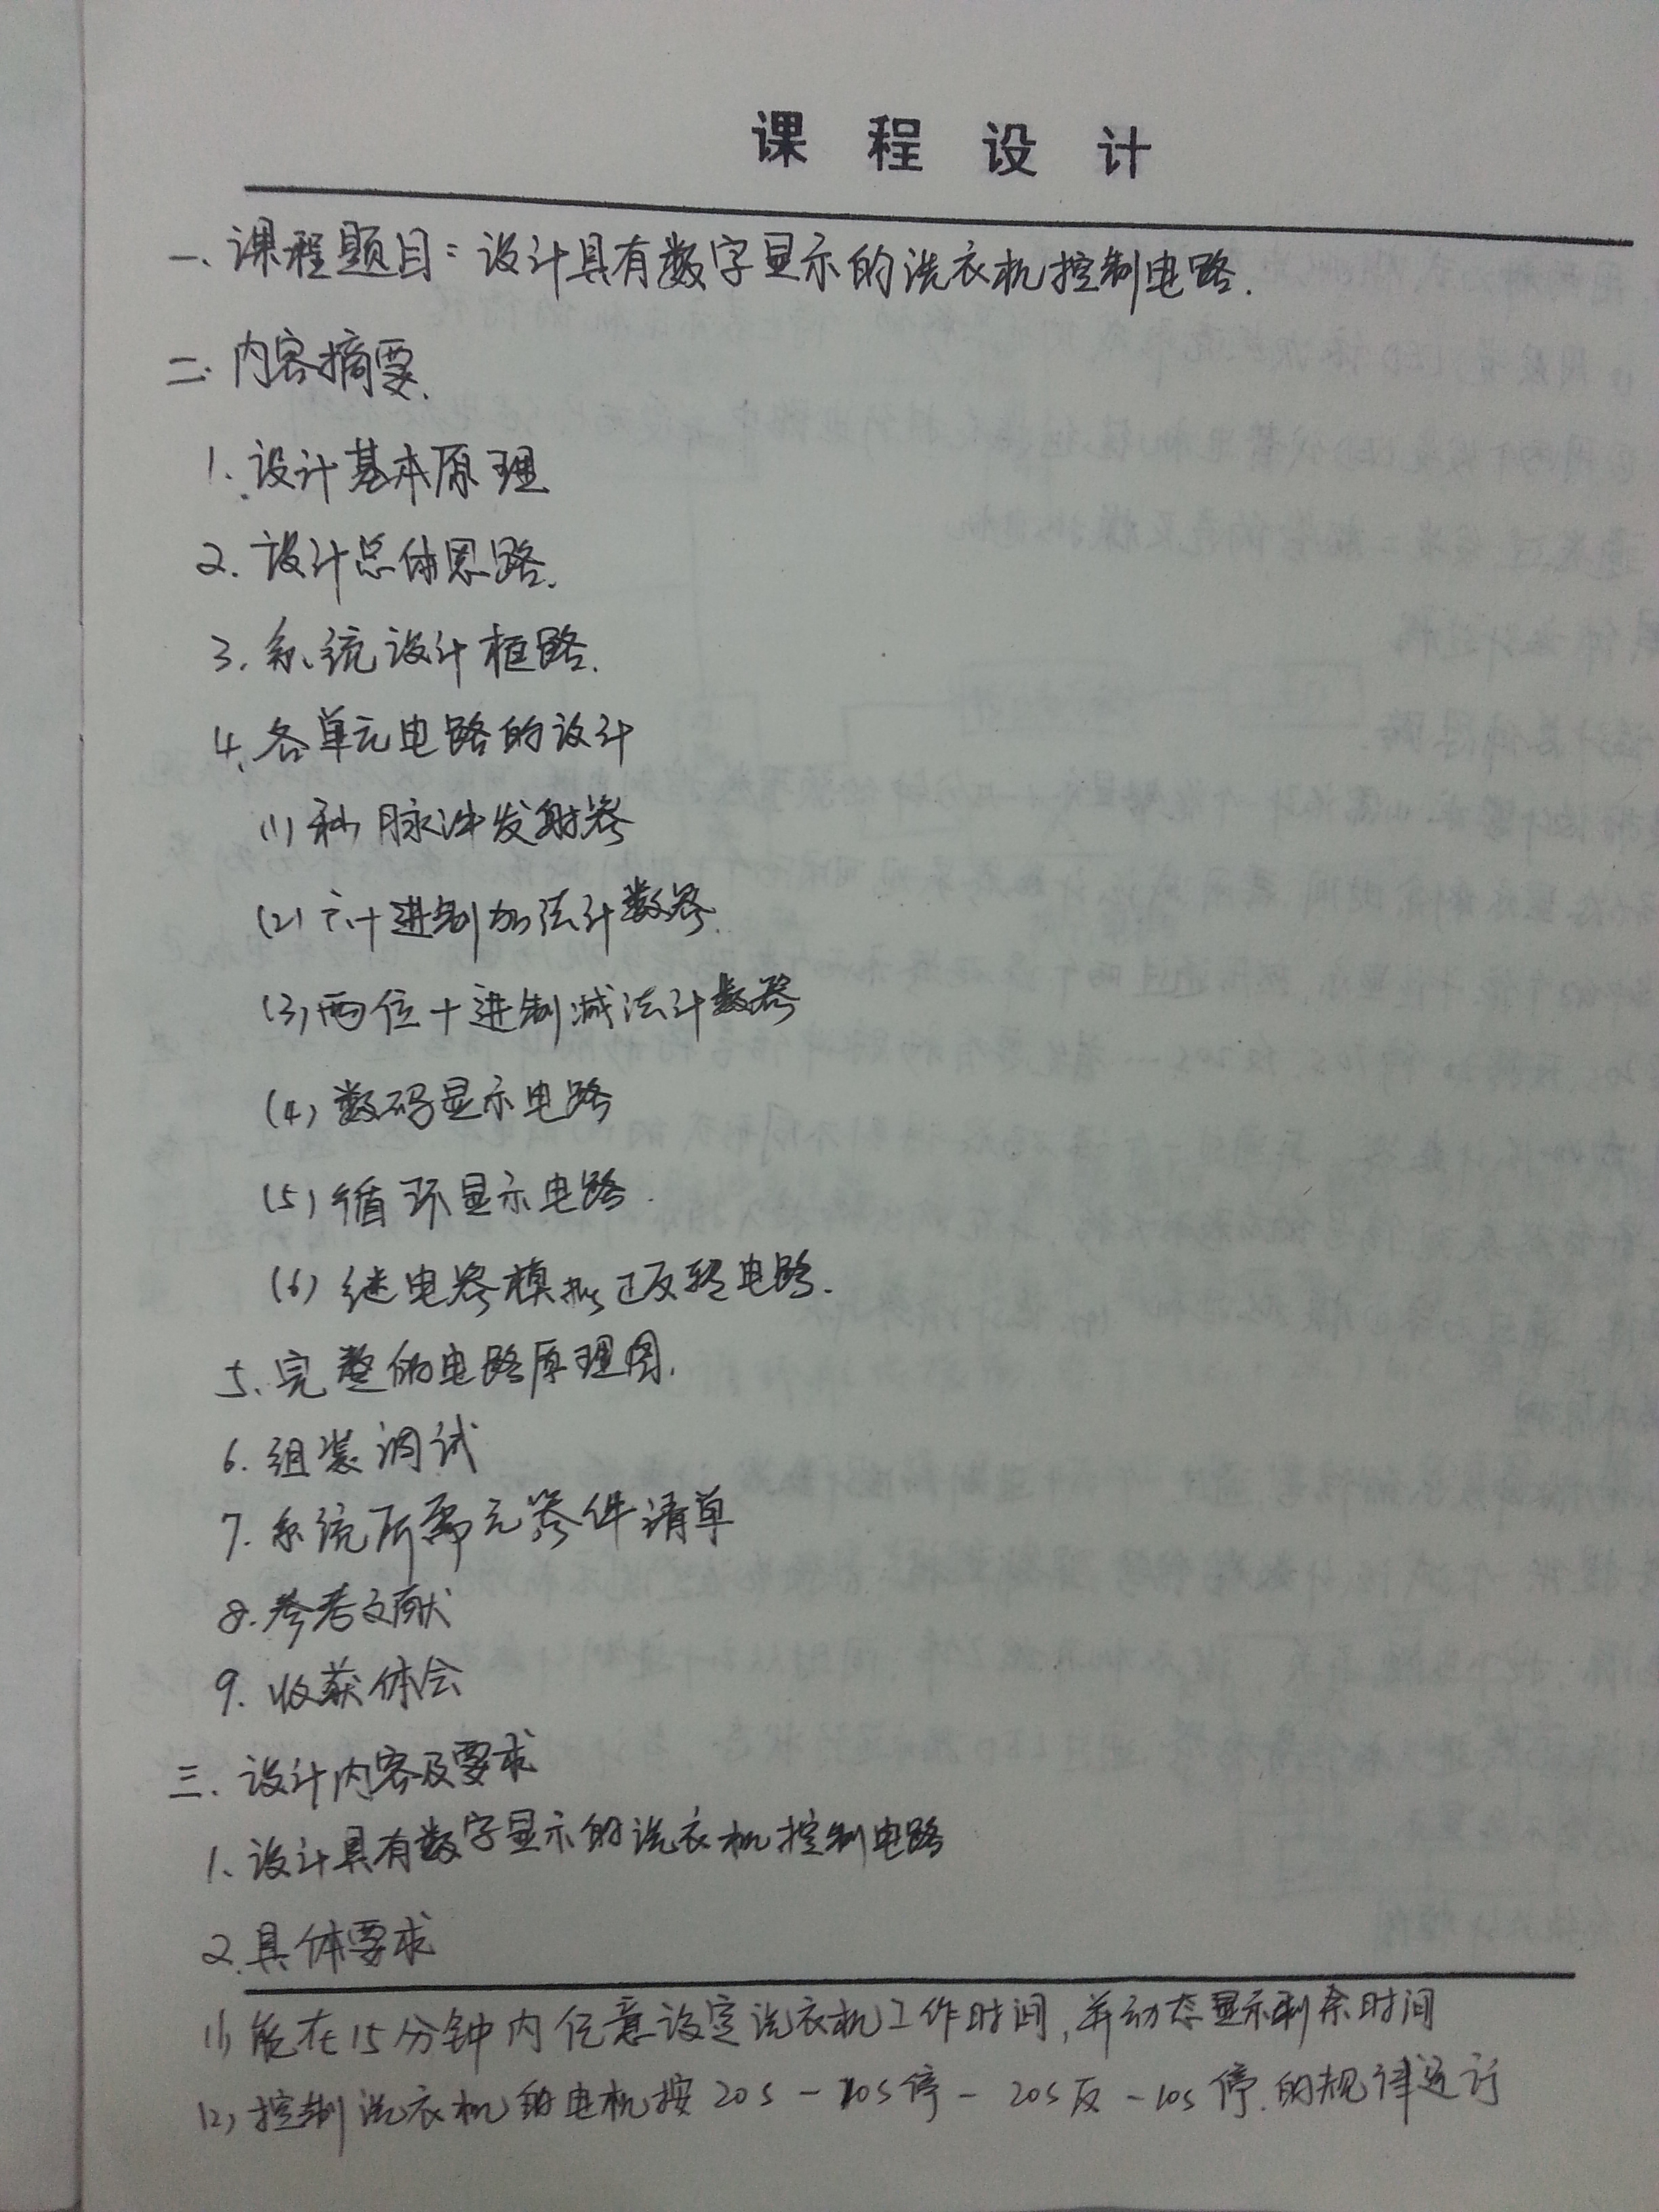 课程设计
一、课程题目：设计具有数字显示的洗衣机控制电路.
二.内容摘要.
1.设计基本原理
2.设计总体思路.
3.系统设计框路.
4.各单元电路的设计
(1)秒脉冲发射器
(2)六十进制加法计数器.
(3)两位十进制减法计数器
(4)数码显示电路
(5)循环显示电路.
(6)继电器模拟正反转电路.
5.完整的电路原理图.
6.组装调试
7.系统所需元器件清单
8.参考文献
9.收获体会
三.设计内容及要求
1、设计具有数字显示的洗衣机控制电路
2.具体要求
(1)能在15分钟内任意设定洗衣机工作时间,并动态显示剩余时间
(2)控制洗衣机的电机按20s－10s停－20s反－10s停.的规律运行